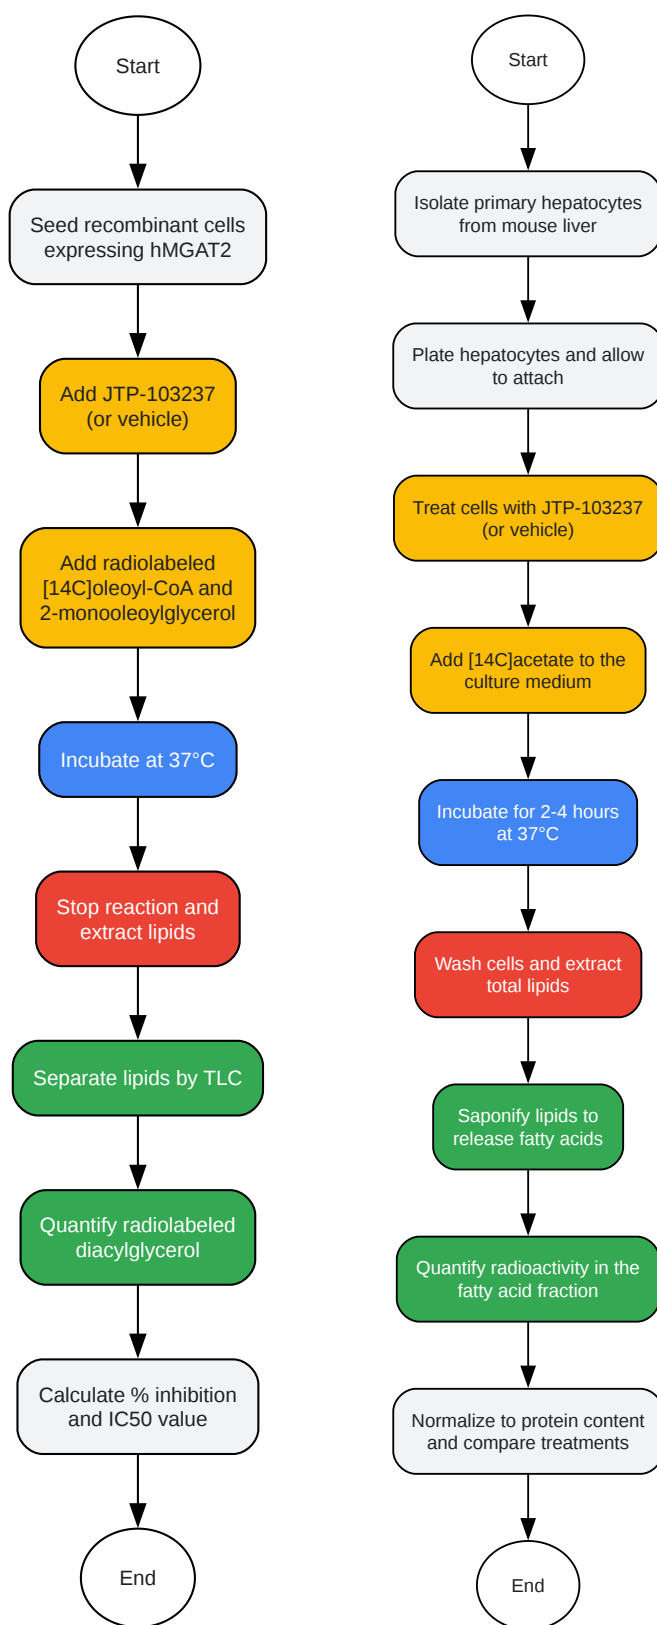 Start
Seed recombinant cells
expressing hMGAT2
Add JTP-103237
(or vehicle)
Add radiolabeled
[14C]oleoyl-CoA and
2-monooleoylglycerol
Incubate at 37°C
Stop reaction and
extract lipids
Separate lipids by TLC
Quantify radiolabeled
diacylglycerol
Calculate % inhibition
and IC50 value
End
Start
Isolate primary hepatocytes
from mouse liver
Plate hepatocytes and allow
to attach
Treat cells with JTP-103237
(or vehicle)
Add [14C]acetate to the
culture medium
Incubate for 2-4 hours
at 37°C
Wash cells and extract
total lipids
Saponify lipids to
release fatty acids
Quantify radioactivity in the
fatty acid fraction
Normalize to protein content
and compare treatments
End